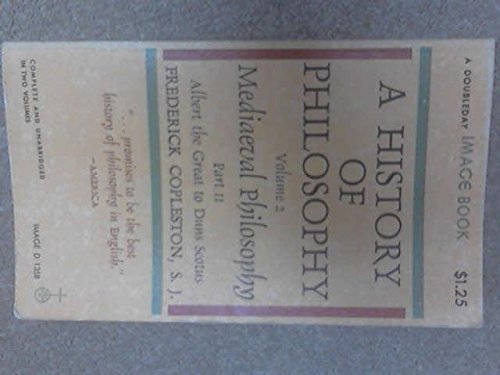 A DOUBLEDAY IMAGE BOOK $1.25
A HISTORY
OF
PHILOSOPHY
Volume 2
Mediaeval Philosophy
Part II
Albert the Great to Duns Scotus
FREDERICK COPLESTON, S. J.
"... promises to be the best
history of philosophy in English."
—AMERICA
COMPLETE AND UNABRIDGED
IN TWO VOLUMES
IMAGE D 135B